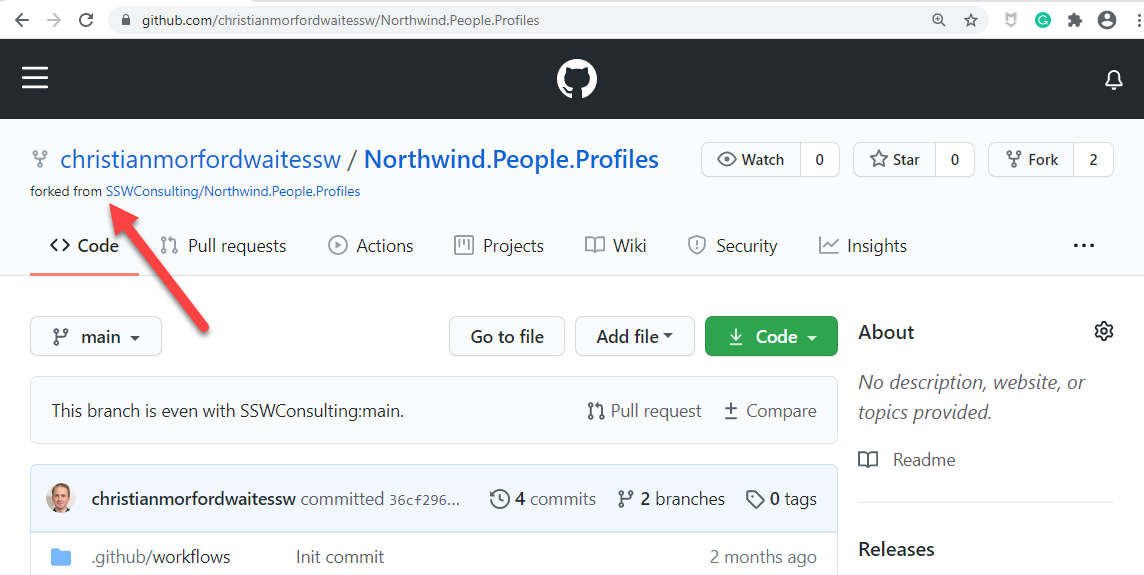 github.com/christianmorfordwaitessw/Northwind.People.Profiles
christianmorfordwaitessw / Northwind.People.Profiles
Watch 0 Star 0 Fork 2
forked from SSWConsulting/Northwind.People.Profiles
Code Pull requests Actions Projects Wiki Security Insights
main Go to file Add file Code
This branch is even with SSWConsulting:main. Pull request Compare
christianmorfordwaitessw committed 36cf296... 4 commits 2 branches 0 tags
.github/workflows Init commit 2 months ago
About
No description, website, or
topics provided.
Readme
Releases